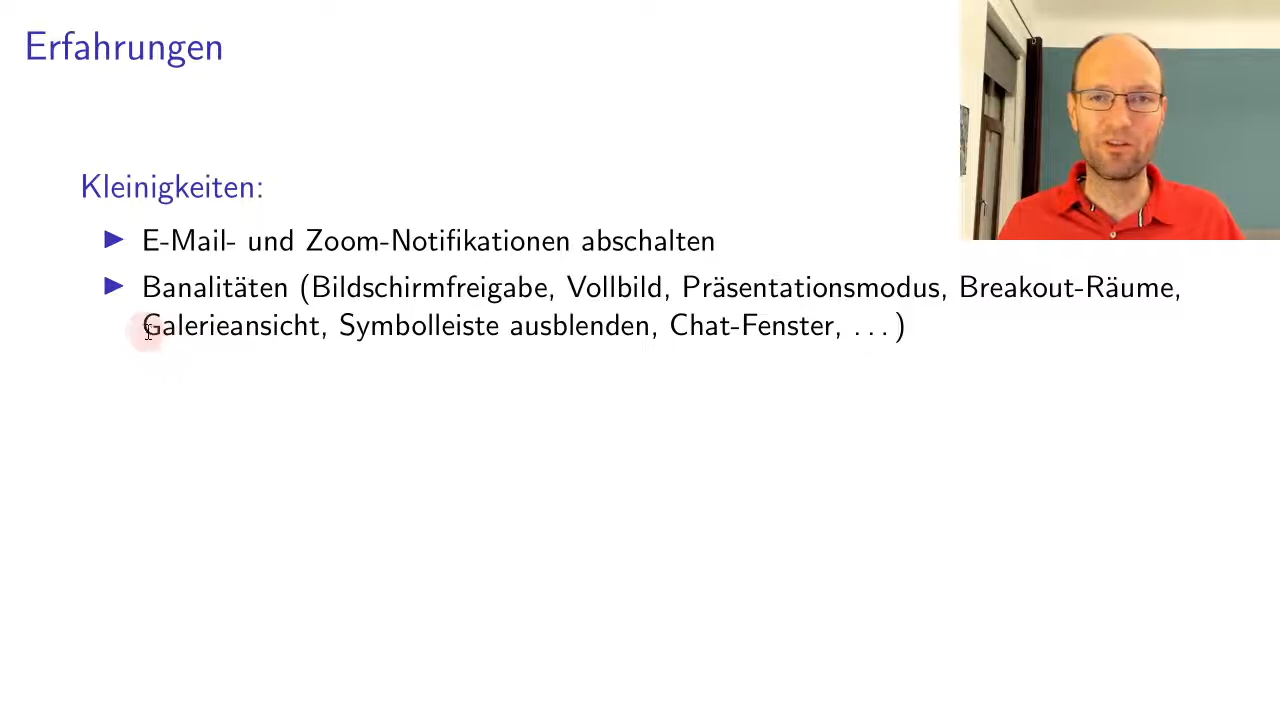 Erfahrungen
Kleinigkeiten:
E-Mail- und Zoom-Notifikationen abschalten
Banalitäten (Bildschirmfreigabe, Vollbild, Präsentationsmodus, Breakout-Räume,
Galerieansicht, Symbolleiste ausblenden, Chat-Fenster, ...)